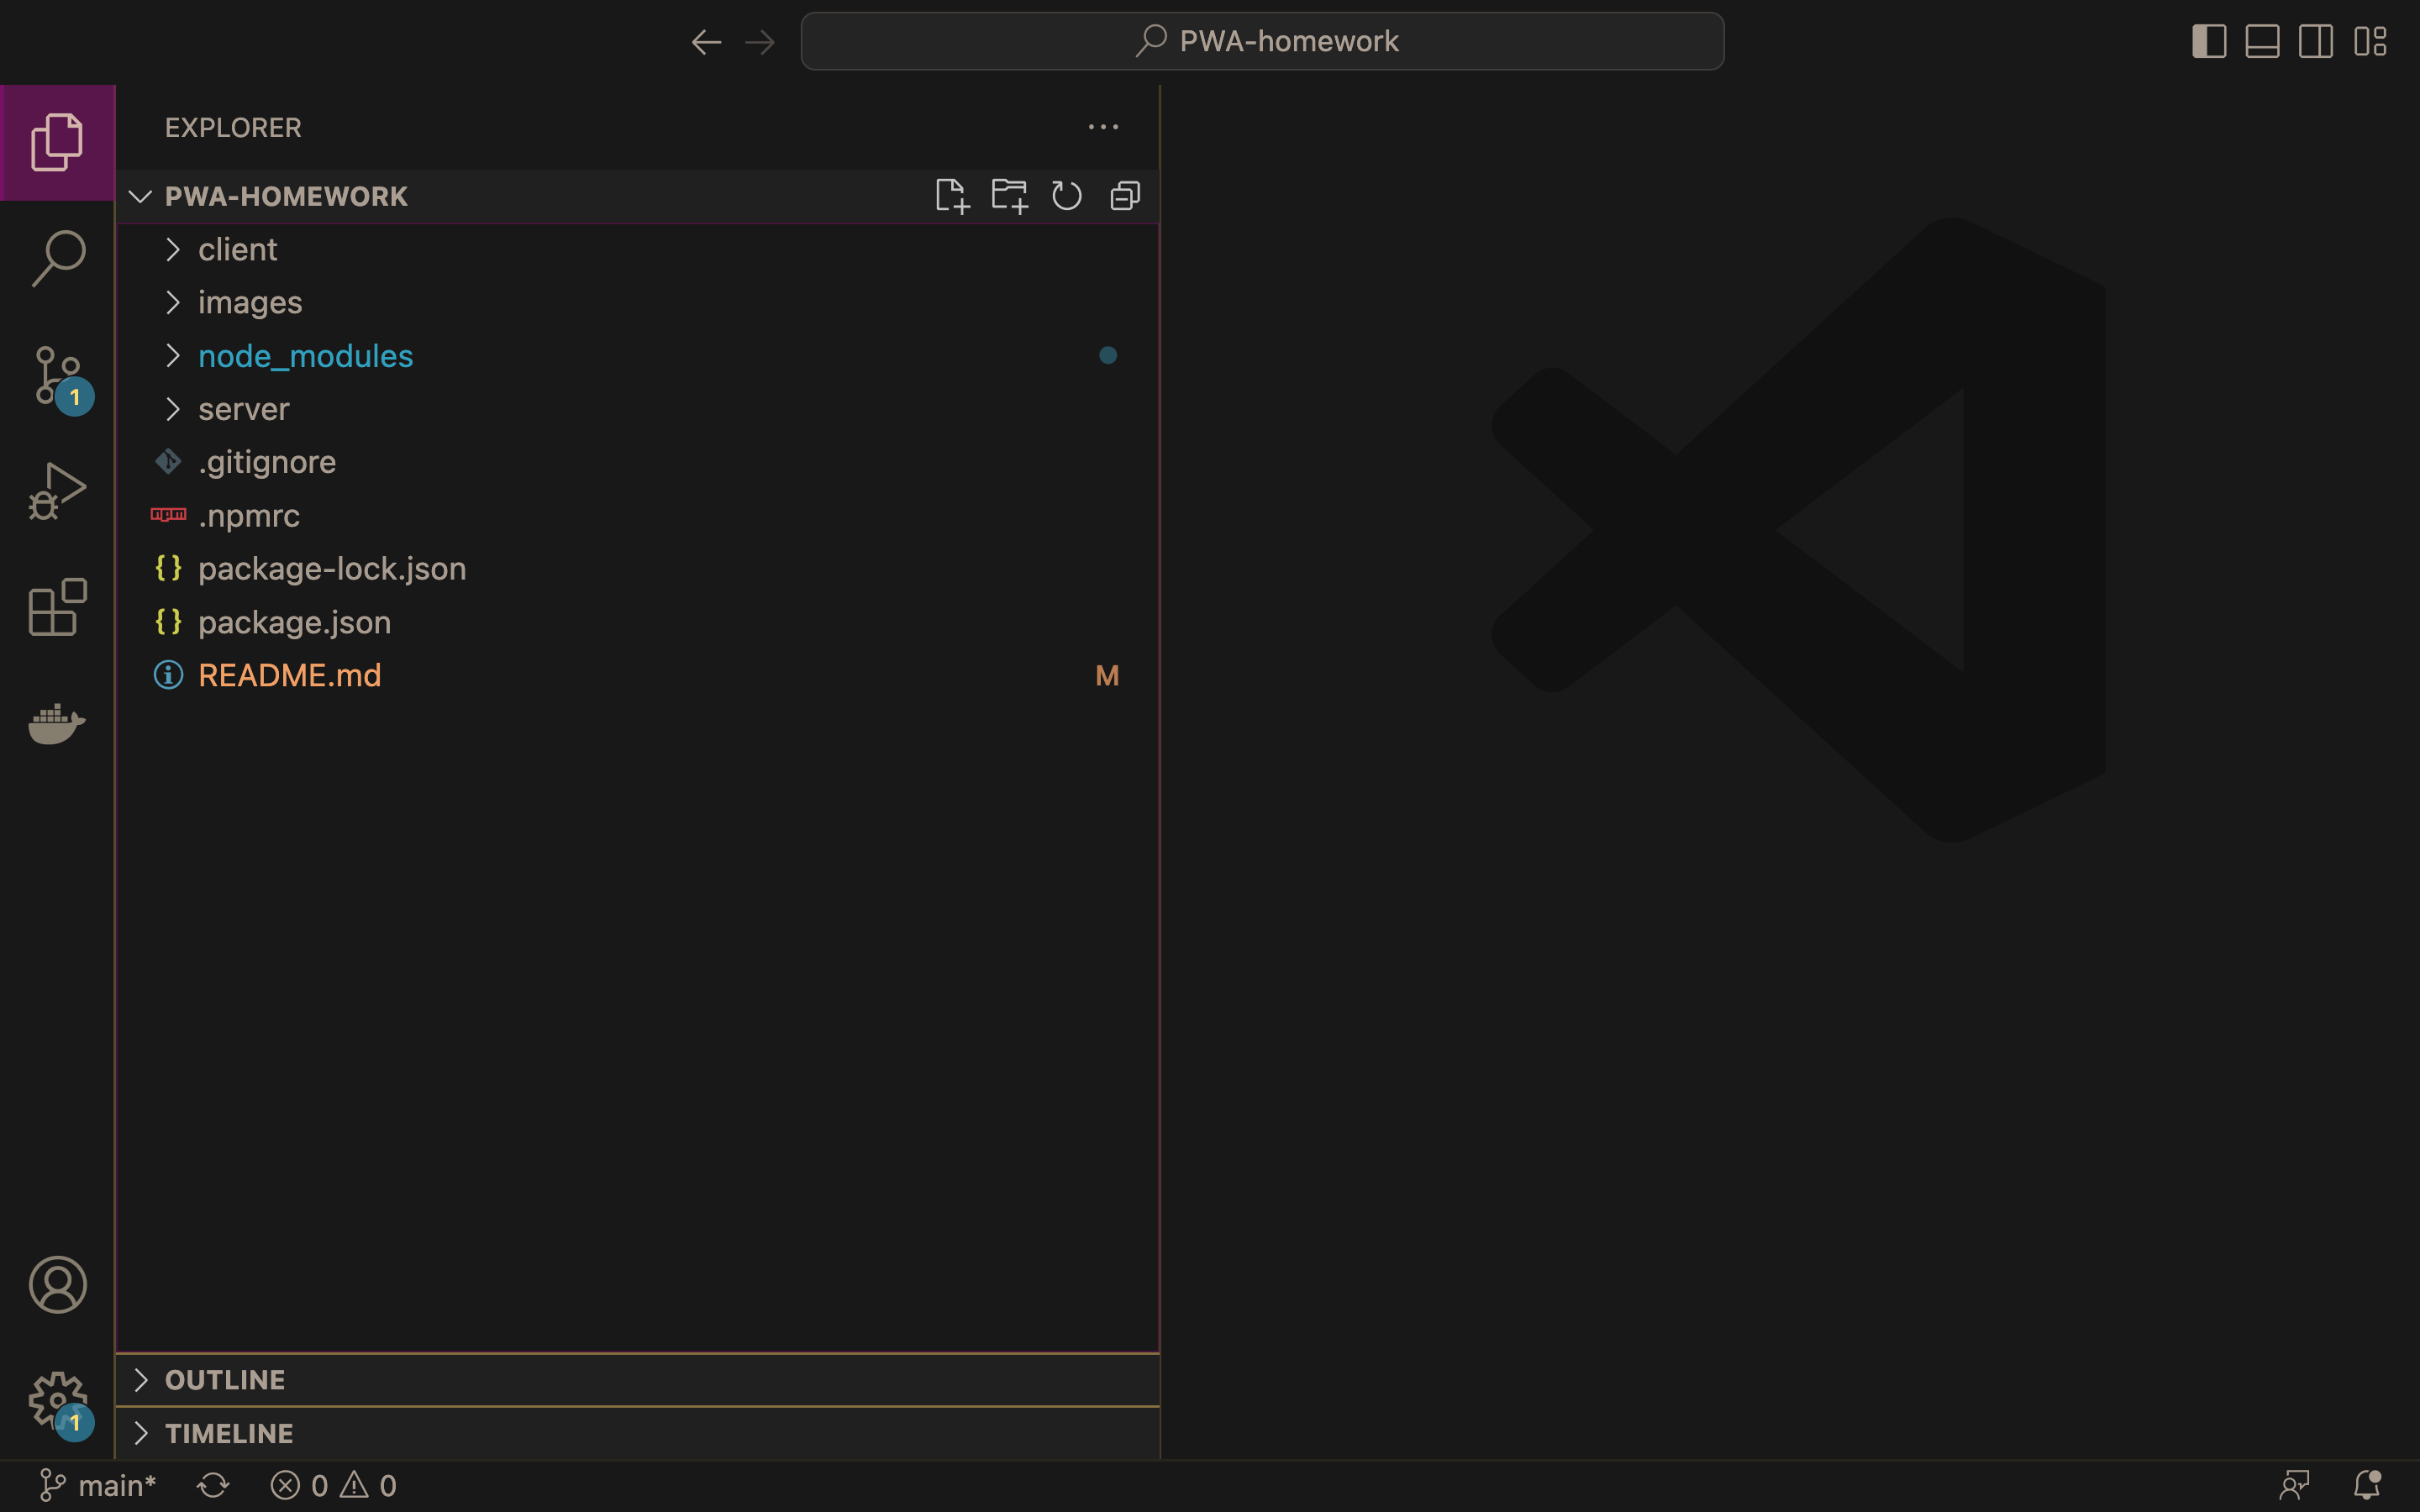 PWA-homework
EXPLORER
PWA-HOMEWORK
client
images
node_modules
server
.gitignore
.npmrc
package-lock.json
package.json
README.md M
OUTLINE
TIMELINE
1
1
main* 0 0